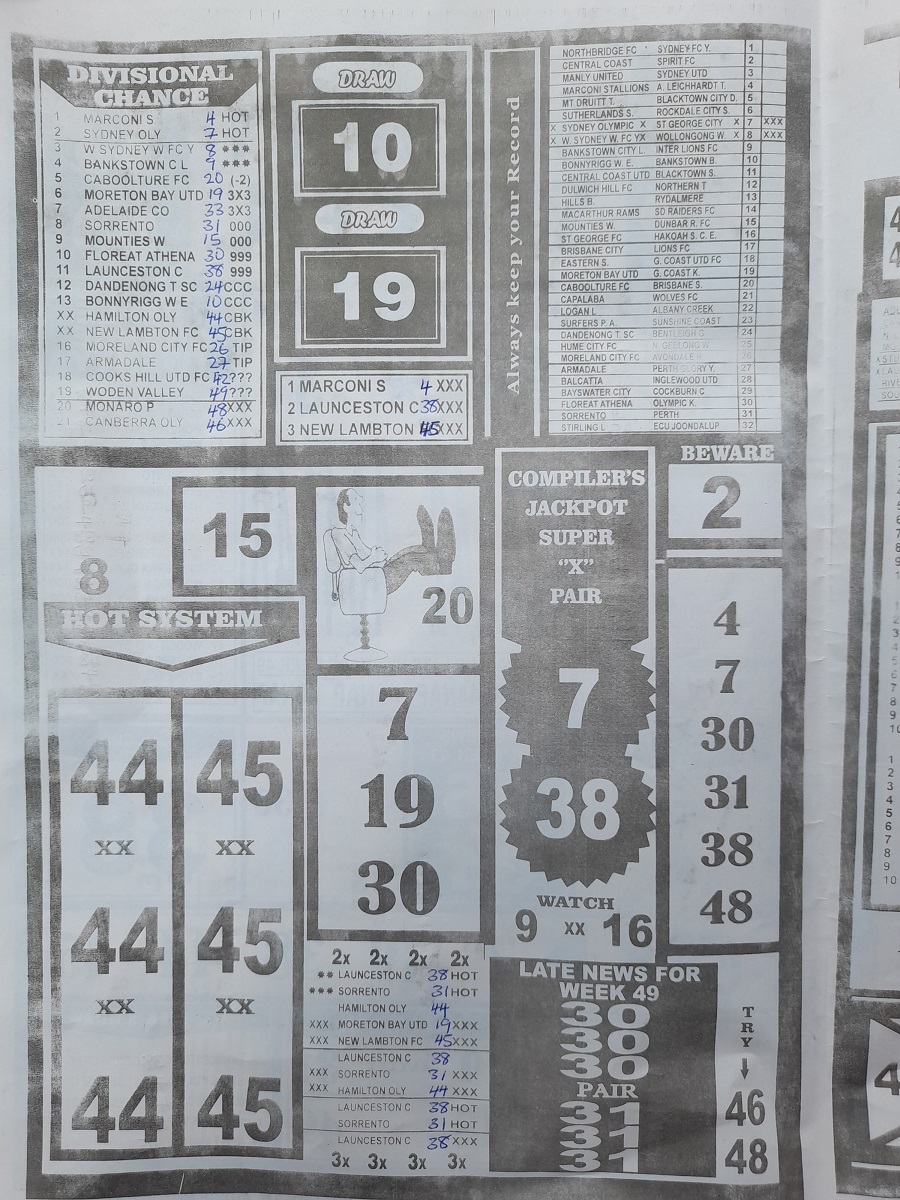 DIVISIONAL
CHANCE
1 MARCONI S 4 HOT
2 SYDNEY OLY 7 HOT
3 W SYDNEY W FC Y 8 ***
4 BANKSTOWN C L 9 ***
5 CABOOLTURE FC 20 (-2)
6 MORETON BAY UTD 19 3X3
7 ADELAIDE CO 33 3X3
8 SORRENTO 31 000
9 MOUNTIES W 15 000
10 FLOREAT ATHENA 30 999
11 LAUNCESTON C 38 999
12 DANDENONG T SC 24 CCC
13 BONNYRIGG W E 10 CCC
XX HAMILTON OLY 44 CBK
XX NEW LAMBTON FC 45 CBK
16 MORELAND CITY FC 26 TIP
17 ARMADALE 27 TIP
18 COOKS HILL UTD FC 42 ???
19 WODEN VALLEY 49 ???
20 MONARO P 48 XXX
21 CANBERRA OLY 46 XXX
DRAW
10
DRAW
19
1 MARCONI S 4 XXX
2 LAUNCESTON C 38 XXX
3 NEW LAMBTON 45 XXX
Always keep your Record
NORTHBRIDGE FC SYDNEY FC Y. 1
CENTRAL COAST SPIRIT FC 2
MANLY UNITED SYDNEY UTD 3
MARCONI STALLIONS A. LEICHHARDT T. 4
MT DRUITT T. BLACKTOWN CITY D. 5
SUTHERLAND S. ROCKDALE CITY S. 6
X SYDNEY OLYMPIC X ST GEORGE CITY X 7 XXX
X W. SYDNEY W. FC Y X WOLLONGONG W. X 8 XXX
BANKSTOWN CITY L. INTER LIONS FC 9
BONNYRIGG W. E. BANKSTOWN B. 10
CENTRAL COAST UTD BLACKTOWN S. 11
DULWICH HILL FC NORTHERN T 12
HILLS B. RYDALMERE 13
MACARTHUR RAMS SD RAIDERS FC 14
MOUNTIES W. DUNBAR R. FC 15
ST GEORGE FC HAKOAH S. C. E. 16
BRISBANE CITY LIONS FC 17
EASTERN S. G. COAST UTD FC 18
MORETON BAY UTD G. COAST K. 19
CABOOLTURE FC BRISBANE S. 20
CAPALABA WOLVES FC 21
LOGAN L ALBANY CREEK 22
SURFERS P. A. SUNSHINE COAST 23
DANDENONG T. SC BENTLEIGH G 24
HUME CITY FC N. GEELONG W. 25
MORELAND CITY FC AVONDALE H. 26
ARMADALE PERTH GLORY Y. 27
BALCATTA INGLEWOOD UTD 28
BAYSWATER CITY COCKBURN C 29
FLOREAT ATHENA OLYMPIC K. 30
SORRENTO PERTH 31
STIRLING L ECU JOONDALUP 32
8
15
20
COMPILER'S
JACKPOT
SUPER
"X"
PAIR
7
38
WATCH
9 XX 16
BEWARE
2
4
7
30
31
38
48
HOT SYSTEM
44 45
XX XX
44 45
XX XX
44 45
7
19
30
2x 2x 2x 2x
** LAUNCESTON C 38 HOT
*** SORRENTO 31 HOT
HAMILTON OLY 44
XXX MORETON BAY UTD 19 XXX
XXX NEW LAMBTON FC 45 XXX
LAUNCESTON C 38
XXX SORRENTO 31 XXX
XXX HAMILTON OLY 44 XXX
LAUNCESTON C 38 HOT
SORRENTO 31 HOT
LAUNCESTON C 38 XXX
3x 3x 3x 3x
LATE NEWS FOR
WEEK 49
30
30
30
PAIR
31
31
31
TRY
46
48